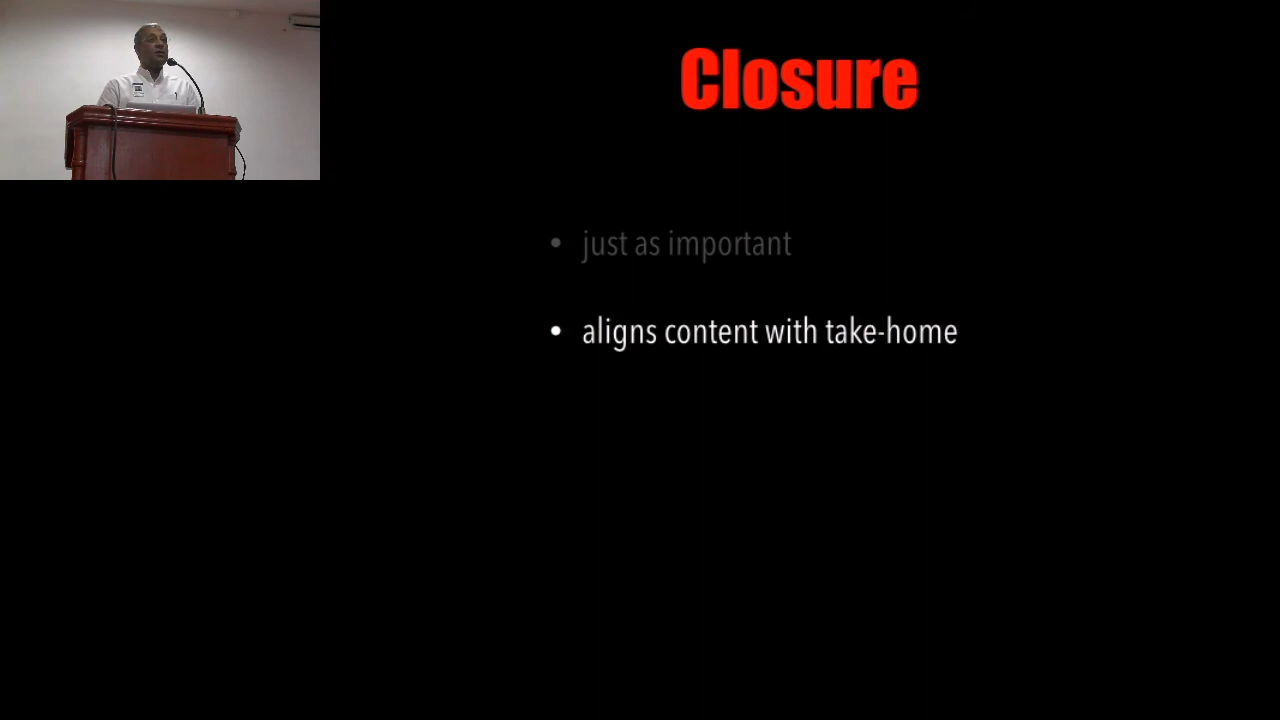 Closure
• just as important
• aligns content with take-home